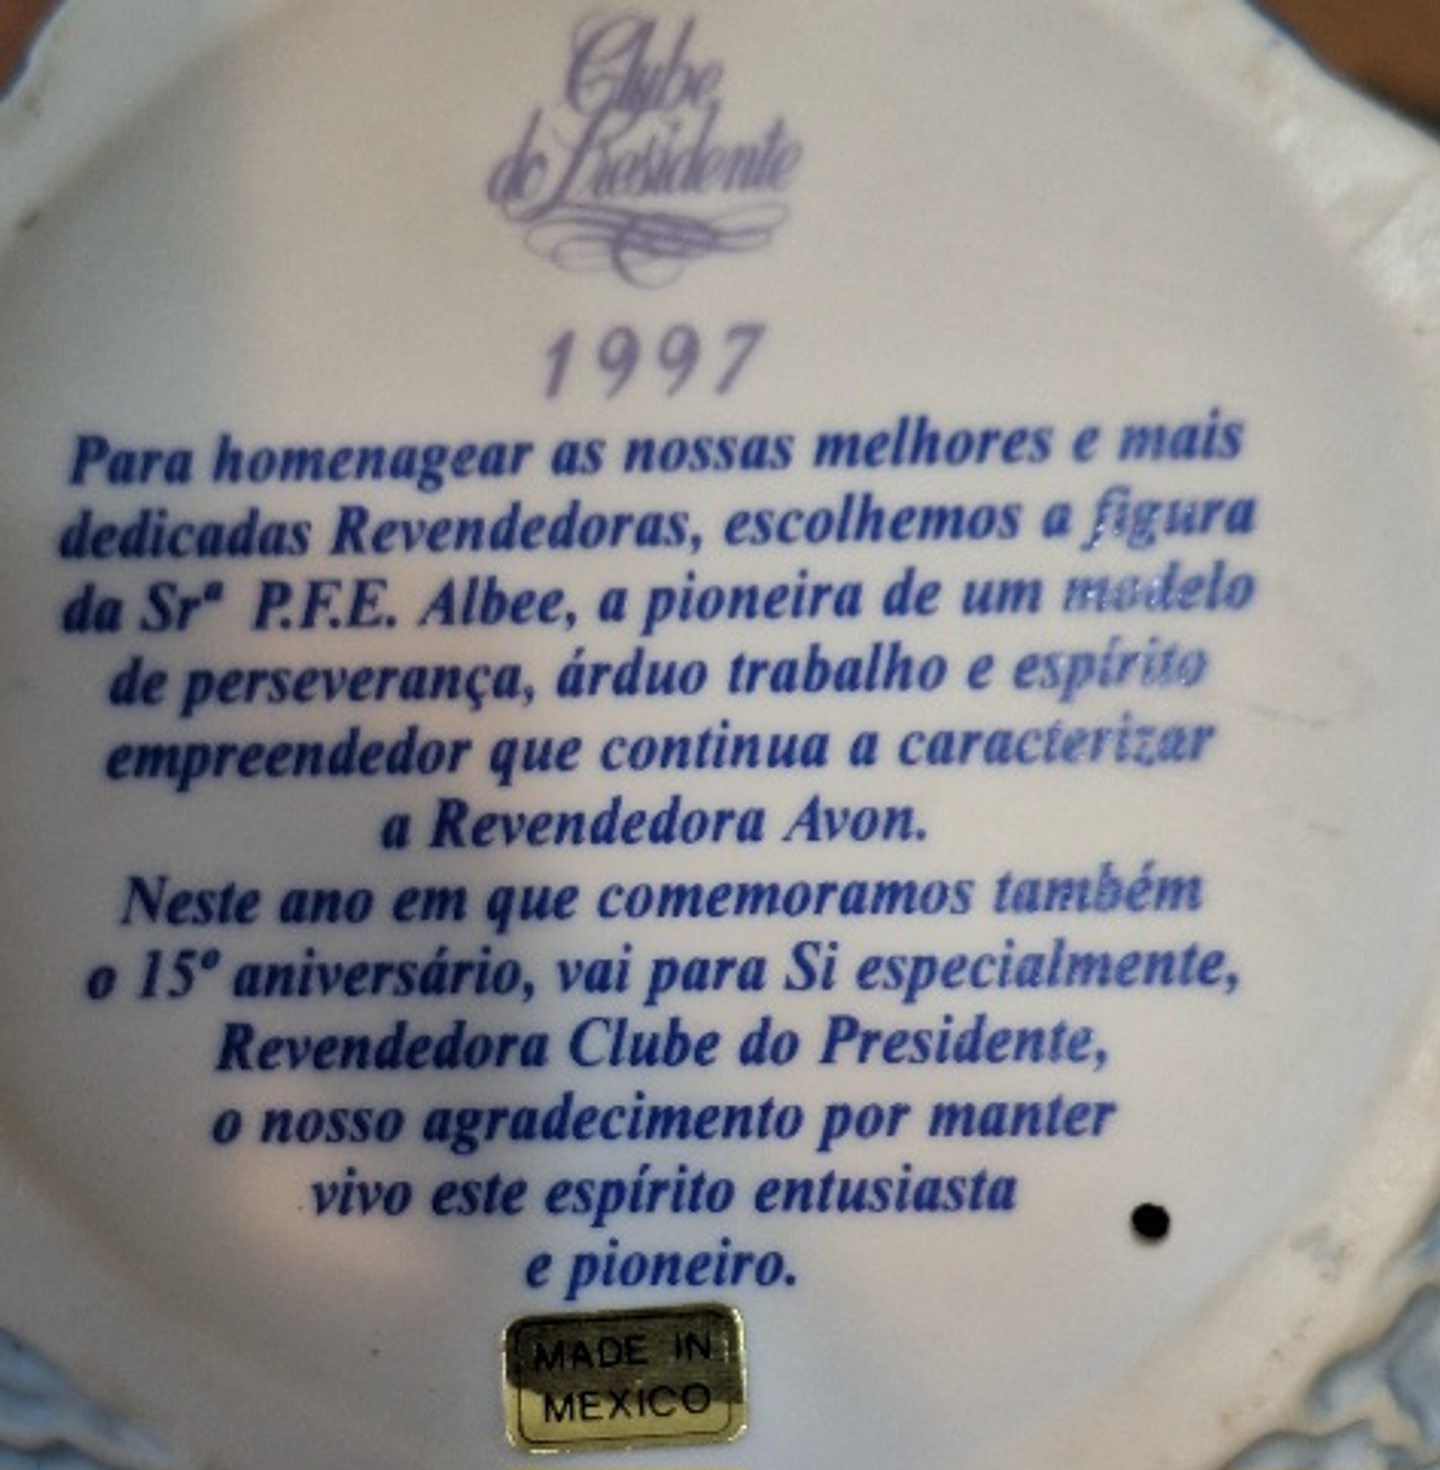 Clube
do Presidente
1997
Para homenagear as nossas melhores e mais
dedicadas Revendedoras, escolhemos a figura
da Srª P.F.E. Albee, a pioneira de um modelo
de perseverança, árduo trabalho e espírito
empreendedor que continua a caracterizar
a Revendedora Avon.
Neste ano em que comemoramos também
o 15º aniversário, vai para Si especialmente,
Revendedora Clube do Presidente,
o nosso agradecimento por manter
vivo este espírito entusiasta
e pioneiro.
MADE IN
MEXICO